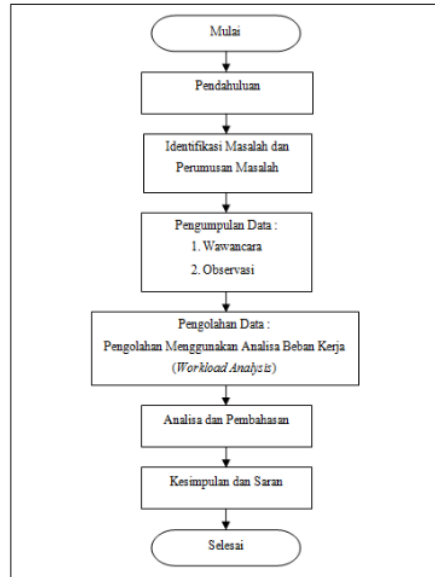 Mulai
Pendahuluan
Identifikasi Masalah dan
Perumusan Masalah
Pengumpulan Data :
1. Wawancara
2. Observasi
Pengolahan Data :
Pengolahan Menggunakan Analisa Beban Kerja
(Workload Analysis)
Analisa dan Pembahasan
Kesimpulan dan Saran
Selesai